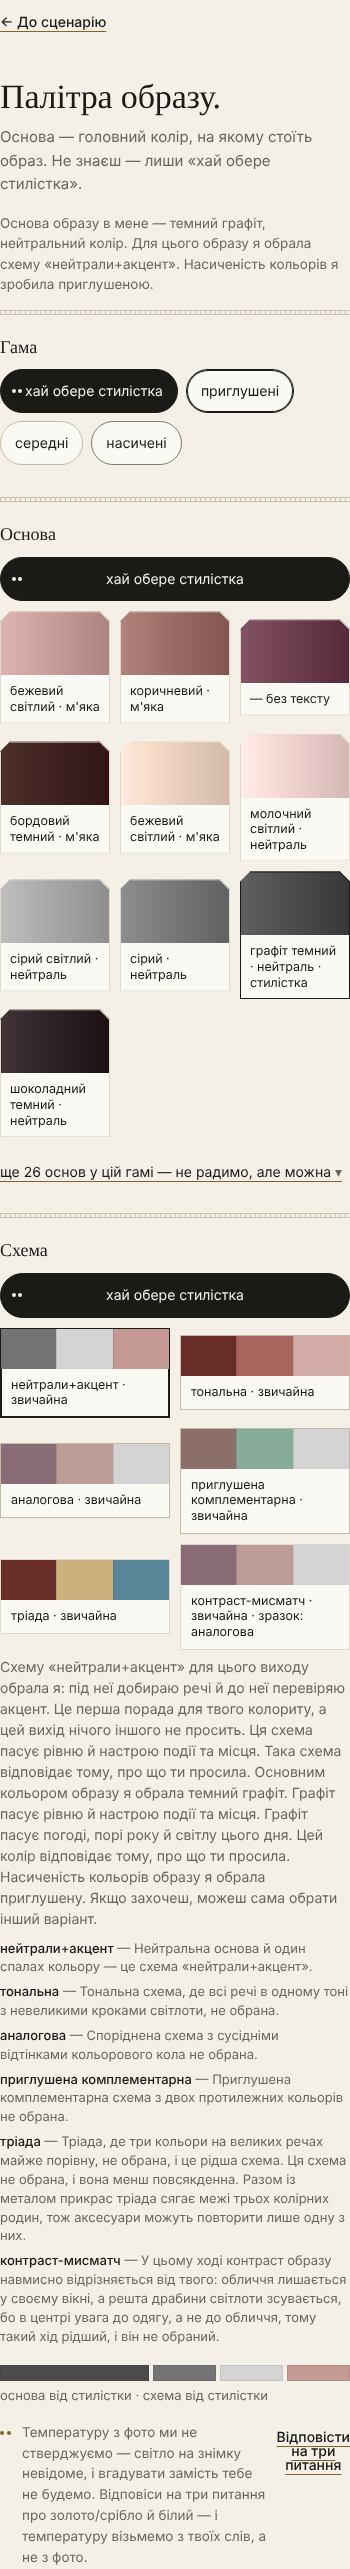 ← До сценарію
Палітра образу.
Основа — головний колір, на якому стоїть
образ. Не знаєш — лиши «хай обере
стилістка».
Основа образу в мене — темний графіт,
нейтральний колір. Для цього образу я обрала
схему «нейтрали+акцент». Насиченість кольорів я
зробила приглушеною.
Гама
хай обере стилістка
приглушені
середні
насичені
Основа
хай обере стилістка
бежевий
світлий · м'яка
коричневий ·
м'яка
— без тексту
бордовий
темний · м'яка
бежевий
світлий · м'яка
молочний
світлий ·
нейтраль
сірий світлий ·
нейтраль
сірий ·
нейтраль
графіт темний
· нейтраль ·
стилістка
шоколадний
темний ·
нейтраль
ще 26 основ у цій гамі — не радимо, але можна ▾
Схема
хай обере стилістка
нейтрали+акцент ·
звичайна
тональна · звичайна
аналогова · звичайна
приглушена
комплементарна ·
звичайна
тріада · звичайна
контраст-мисматч ·
звичайна · зразок:
аналогова
Схему «нейтрали+акцент» для цього виходу
обрала я: під неї добираю речі й до неї перевіряю
акцент. Це перша порада для твого колориту, а
цей вихід нічого іншого не просить. Ця схема
пасує рівню й настрою події та місця. Така схема
відповідає тому, про що ти просила. Основним
кольором образу я обрала темний графіт. Графіт
пасує рівню й настрою події та місця. Графіт
пасує погоді, порі року й світлу цього дня. Цей
колір відповідає тому, про що ти просила.
Насиченість кольорів образу я обрала
приглушену. Якщо захочеш, можеш сама обрати
інший варіант.
нейтрали+акцент — Нейтральна основа й один
спалах кольору — це схема «нейтрали+акцент».
тональна — Тональна схема, де всі речі в одному тоні
з невеликими кроками світлоти, не обрана.
аналогова — Споріднена схема з сусідніми
відтінками кольорового кола не обрана.
приглушена комплементарна — Приглушена
комплементарна схема з двох протилежних кольорів
не обрана.
тріада — Тріада, де три кольори на великих речах
майже порівну, не обрана, і це рідша схема. Ця схема
не обрана, і вона менш повсякденна. Разом із
металом прикрас тріада сягає межі трьох колірних
родин, тож аксесуари можуть повторити лише одну з
них.
контраст-мисматч — У цьому ході контраст образу
навмисно відрізняється від твого: обличчя лишається
у своєму вікні, а решта драбини світлоти зсувається,
бо в центрі увага до одягу, а не до обличчя, тому
такий хід рідший, і він не обраний.
основа від стилістки · схема від стилістки
Температуру з фото ми не
стверджуємо — світло на знімку
невідоме, і вгадувати замість тебе
не будемо. Відповіси на три питання
про золото/срібло й білий — і
температуру візьмемо з твоїх слів, а
не з фото.
Відповісти
на три
питання